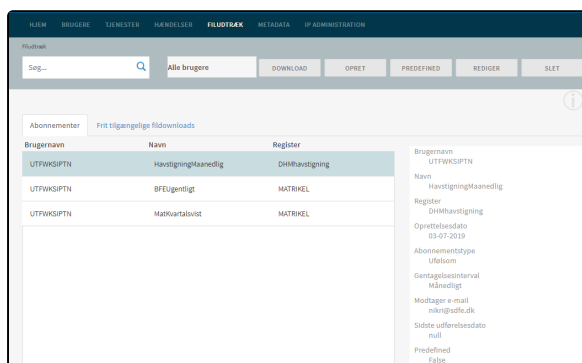 HJEM BRUGERE TJENESTER HÆNDELSER FILUDTRÆK METADATA IP ADMINISTRATION
Filudtræk
Søg... Alle brugere DOWNLOAD OPRET PREDEFINED REDIGER SLET
Abonnementer Frit tilgængelige fildownloads
Brugernavn Navn Register
UTFWKSIPTN HavstigningMaanedlig DHMhavstigning
UTFWKSIPTN BFEUgentligt MATRIKEL
UTFWKSIPTN MatKvartalsvist MATRIKEL
Brugernavn
UTFWKSIPTN
Navn
HavstigningMaanedlig
Register
DHMhavstigning
Oprettelsesdato
03-07-2019
Abonnementstype
Ufølsom
Gentagelsesinterval
Månedligt
Modtager e-mail
nikri@sdfe.dk
Sidste udførelsesdato
null
Predefined
False